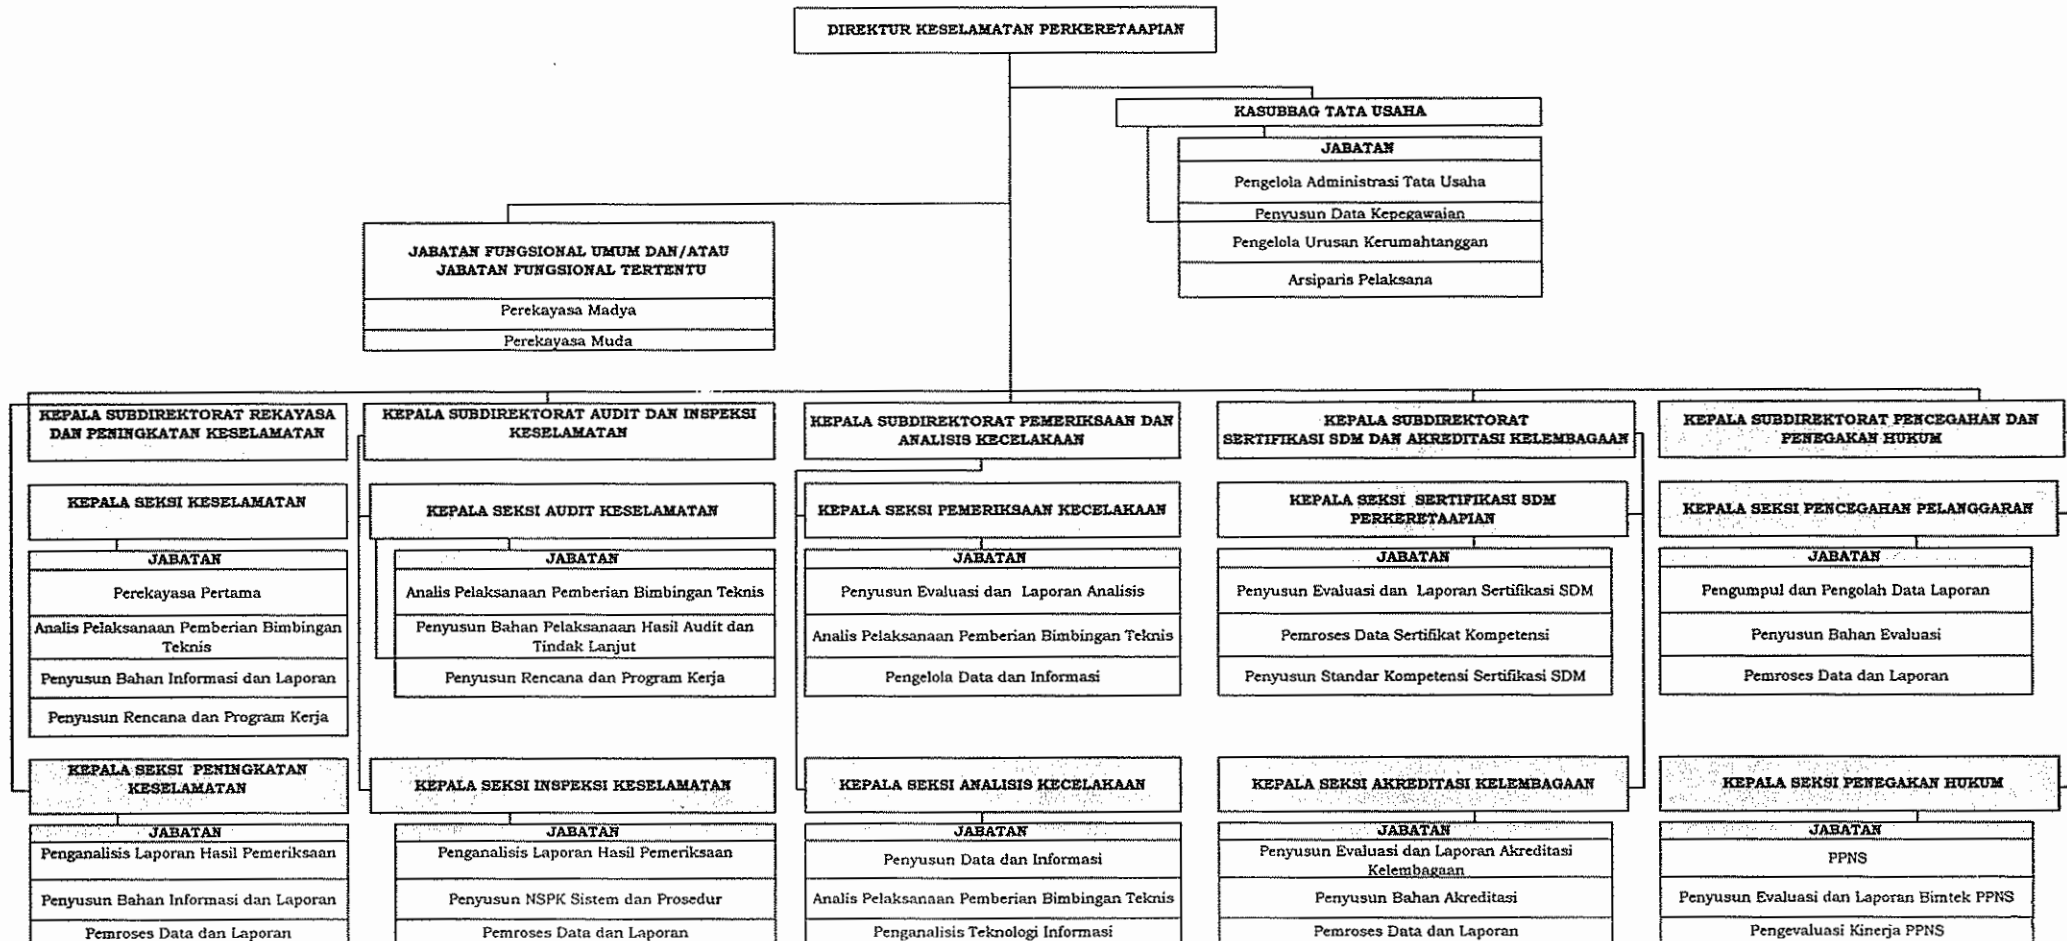 DIREKTUR KESELAMATAN PERKERETAAPIAN
KASUBBAG TATA USAHA
JABATAN
Pengelola Administrasi Tata Usaha
Penyusun Data Kepegawaian
Pengelola Urusan Kerumahtanggan
Arsiparis Pelaksana
JABATAN FUNGSIONAL UMUM DAN/ATAU
JABATAN FUNGSIONAL TERTENTU
Perekayasa Madya
Perekayasa Muda
KEPALA SUBDIREKTORAT REKAYASA
DAN PENINGKATAN KESELAMATAN
KEPALA SEKSI KESELAMATAN
JABATAN
Perekayasa Pertama
Analis Pelaksanaan Pemberian Bimbingan
Teknis
Penyusun Bahan Informasi dan Laporan
Penyusun Rencana dan Program Kerja
KEPALA SEKSI PENINGKATAN
KESELAMATAN
JABATAN
Penganalisis Laporan Hasil Pemeriksaan
Penyusun Bahan Informasi dan Laporan
Pemroses Data dan Laporan
KEPALA SUBDIREKTORAT AUDIT DAN INSPEKSI
KESELAMATAN
KEPALA SEKSI AUDIT KESELAMATAN
JABATAN
Analis Pelaksanaan Pemberian Bimbingan Teknis
Penyusun Bahan Pelaksanaan Hasil Audit dan
Tindak Lanjut
Penyusun Rencana dan Program Kerja
KEPALA SEKSI INSPEKSI KESELAMATAN
JABATAN
Penganalisis Laporan Hasil Pemeriksaan
Penyusun NSPK Sistem dan Prosedur
Pemroses Data dan Laporan
KEPALA SUBDIREKTORAT PEMERIKSAAN DAN
ANALISIS KECELAKAAN
KEPALA SEKSI PEMERIKSAAN KECELAKAAN
JABATAN
Penyusun Evaluasi dan Laporan Analisis
Analis Pelaksanaan Pemberian Bimbingan Teknis
Pengelola Data dan Informasi
KEPALA SEKSI ANALISIS KECELAKAAN
JABATAN
Penyusun Data dan Informasi
Analis Pelaksanaan Pemberian Bimbingan Teknis
Penganalisis Teknologi Informasi
KEPALA SUBDIREKTORAT
SERTIFIKASI SDM DAN AKREDITASI KELEMBAGAAN
KEPALA SEKSI SERTIFIKASI SDM
PERKERETAAPIAN
JABATAN
Penyusun Evaluasi dan Laporan Sertifikasi SDM
Pemroses Data Sertifikat Kompetensi
Penyusun Standar Kompetensi Sertifikasi SDM
KEPALA SEKSI AKREDITASI KELEMBAGAAN
JABATAN
Penyusun Evaluasi dan Laporan Akreditasi
Kelembagaan
Penyusun Bahan Akreditasi
Pemroses Data dan Laporan
KEPALA SUBDIREKTORAT PENCEGAHAN DAN
PENEGAKAN HUKUM
KEPALA SEKSI PENCEGAHAN PELANGGARAN
JABATAN
Pengumpul dan Pengolah Data Laporan
Penyusun Bahan Evaluasi
Pemroses Data dan Laporan
KEPALA SEKSI PENEGAKAN HUKUM
JABATAN
PPNS
Penyusun Evaluasi dan Laporan Bimtek PPNS
Pengevaluasi Kinerja PPNS